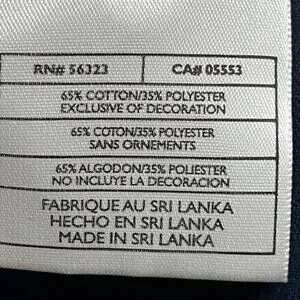 RN# 56323 CA# 05553
65% COTTON/35% POLYESTER
EXCLUSIVE OF DECORATION
65% COTON/35% POLYESTER
SANS ORNEMENTS
65% ALGODON/35% POLIESTER
NO INCLUYE LA DECORACION
FABRIQUE AU SRI LANKA
HECHO EN SRI LANKA
MADE IN SRI LANKA